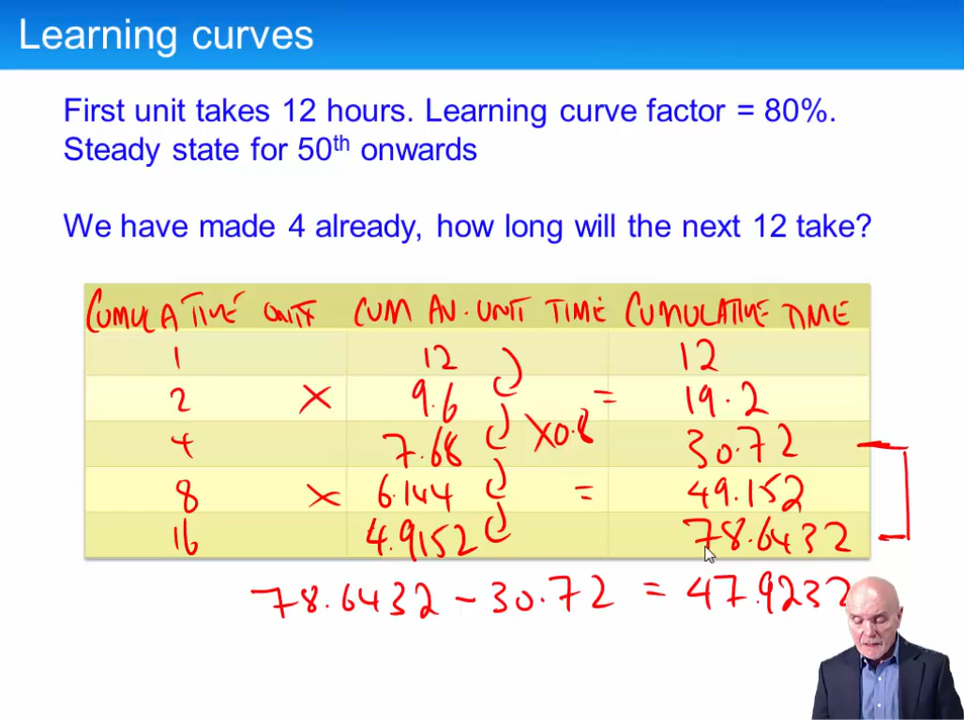 Learning curves
First unit takes 12 hours. Learning curve factor = 80%.
Steady state for 50th onwards
We have made 4 already, how long will the next 12 take?
CUMULATIVE UNITS CUM AV. UNIT TIME CUMULATIVE TIME
1 12 12
2 × 9.6 = 19.2
4 7.68 ×0.8 30.72
8 × 6.144 = 49.152
16 4.9152 78.6432
78.6432 - 30.72 = 47.9232